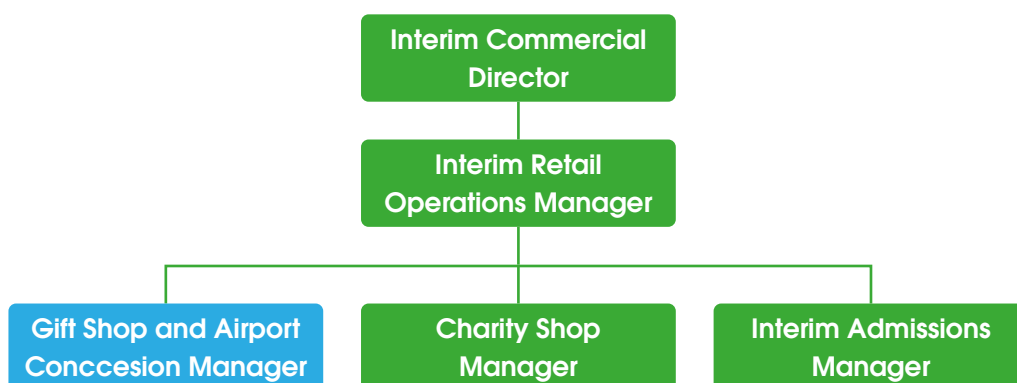 Interim Commercial
Director
Interim Retail
Operations Manager
Gift Shop and Airport
Conccesion Manager
Charity Shop
Manager
Interim Admissions
Manager